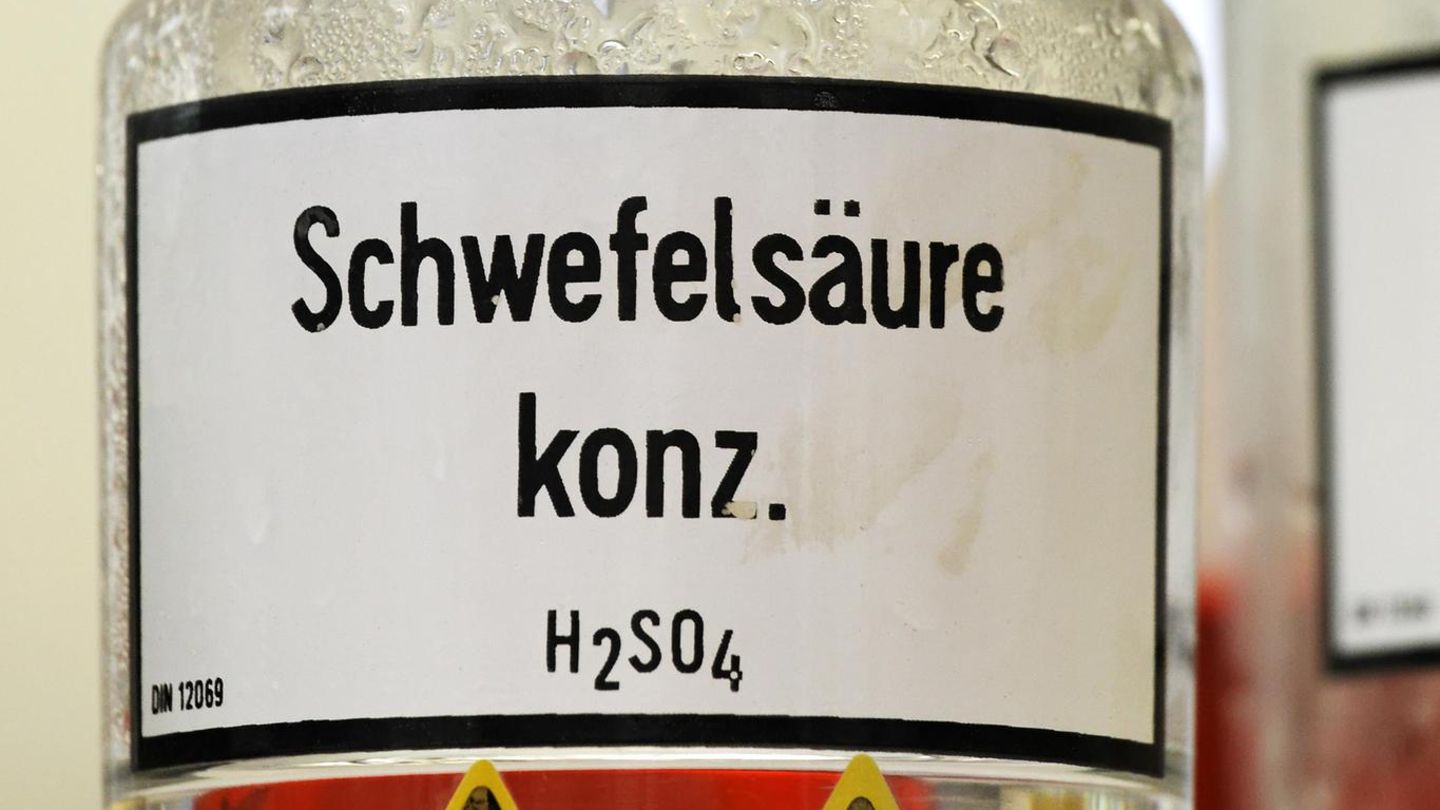 Schwefelsäure
konz.
H₂SO₄
DIN 12069